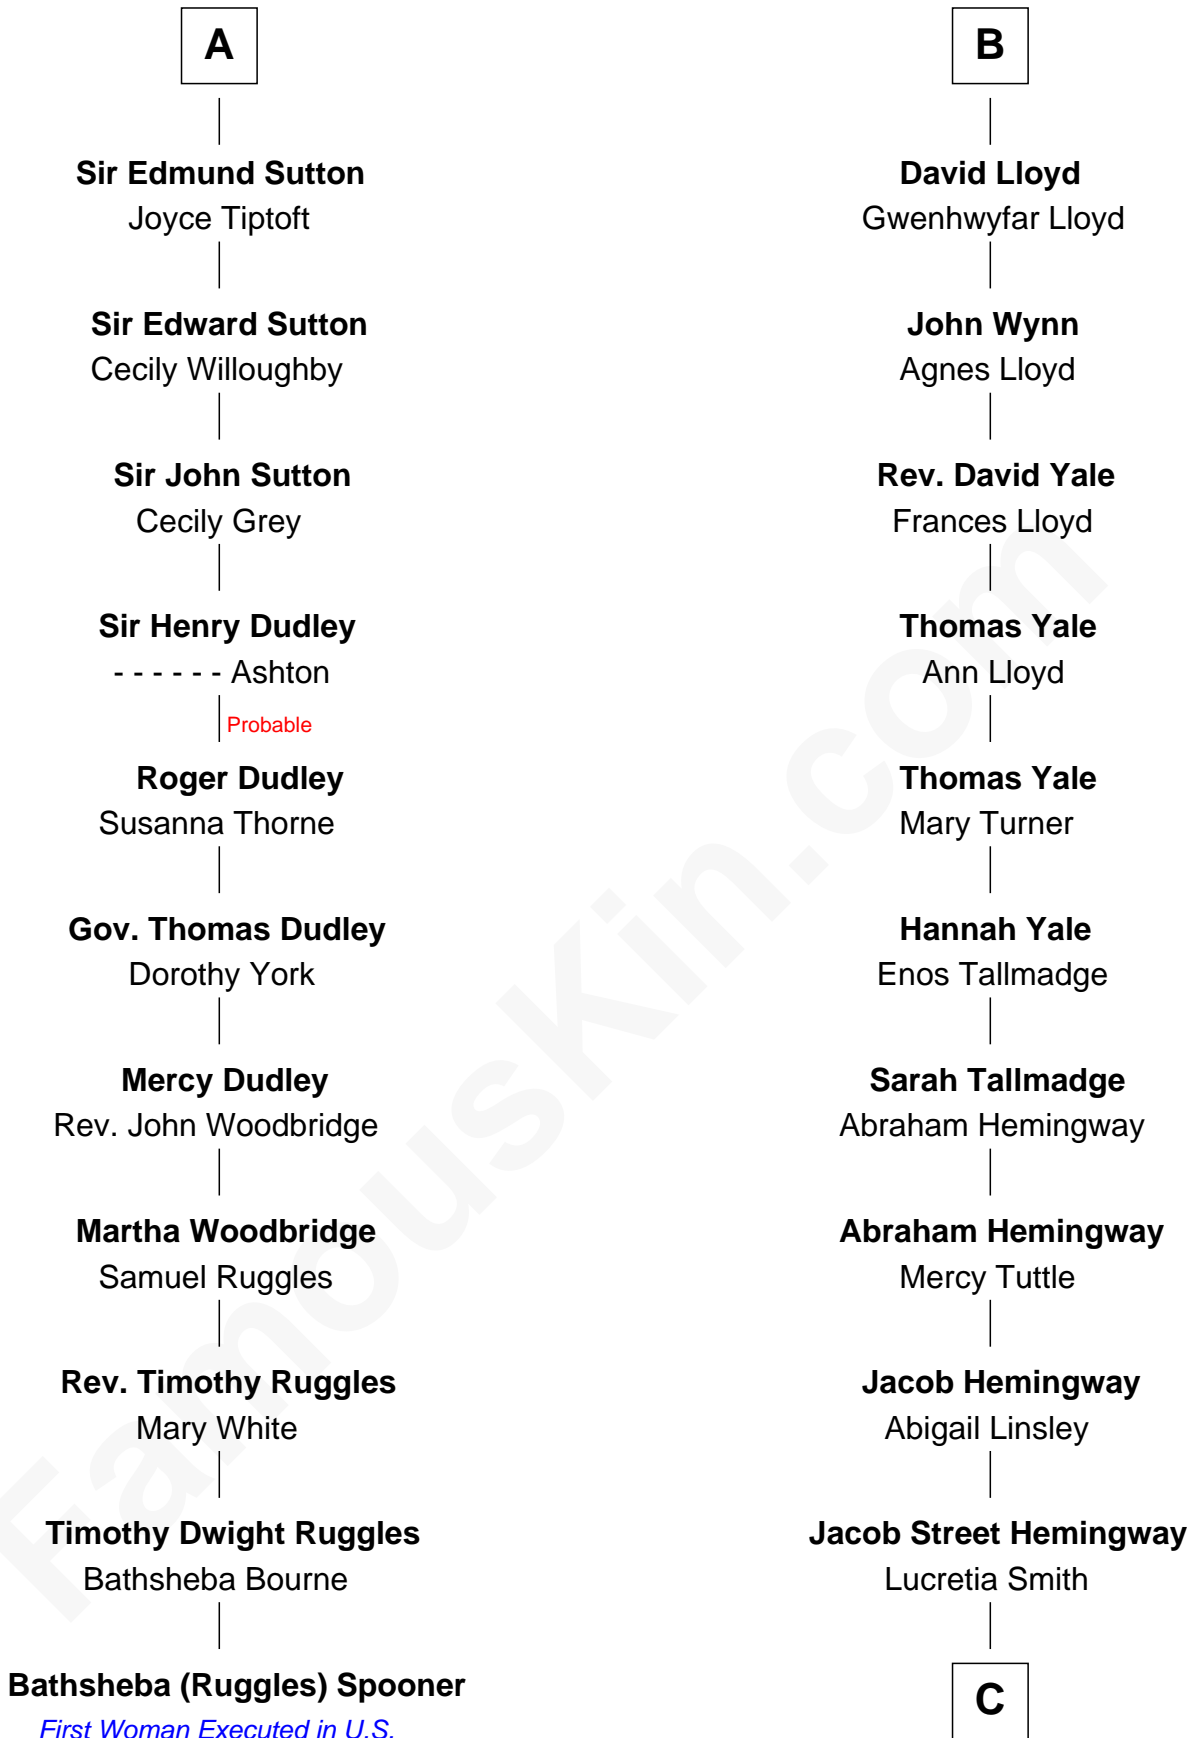 A
Sir Edmund Sutton
Joyce Tiptoft
Sir Edward Sutton
Cecily Willoughby
Sir John Sutton
Cecily Grey
Sir Henry Dudley
- - - - - - Ashton
Probable
Roger Dudley
Susanna Thorne
Gov. Thomas Dudley
Dorothy York
Mercy Dudley
Rev. John Woodbridge
Martha Woodbridge
Samuel Ruggles
Rev. Timothy Ruggles
Mary White
Timothy Dwight Ruggles
Bathsheba Bourne
Bathsheba (Ruggles) Spooner
First Woman Executed in U.S.
B
David Lloyd
Gwenhwyfar Lloyd
John Wynn
Agnes Lloyd
Rev. David Yale
Frances Lloyd
Thomas Yale
Ann Lloyd
Thomas Yale
Mary Turner
Hannah Yale
Enos Tallmadge
Sarah Tallmadge
Abraham Hemingway
Abraham Hemingway
Mercy Tuttle
Jacob Hemingway
Abigail Linsley
Jacob Street Hemingway
Lucretia Smith
C
FamousKin.com